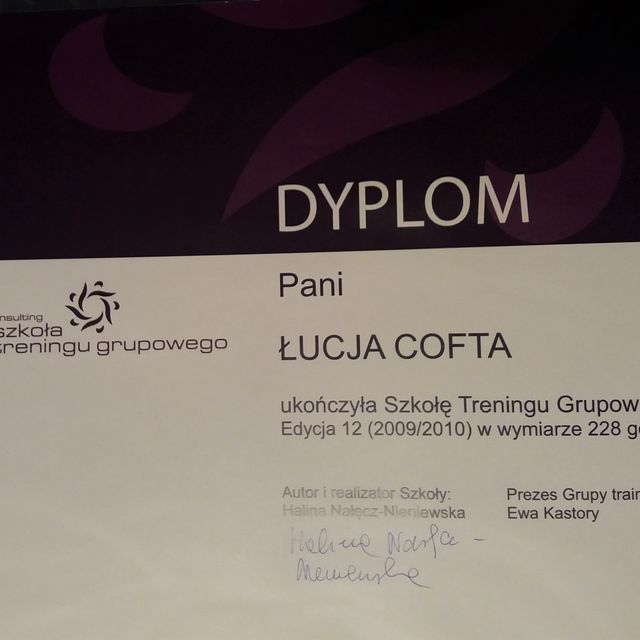 DYPLOM
Pani
ŁUCJA COFTA
nsulting
szkoła
treningu grupowego
ukończyła Szkołę Treningu Grupow
Edycja 12 (2009/2010) w wymiarze 228 g
Autor i realizator Szkoły:
Halina Nałęcz-Nieniewska
Prezes Grupy train
Ewa Kastory
Halina